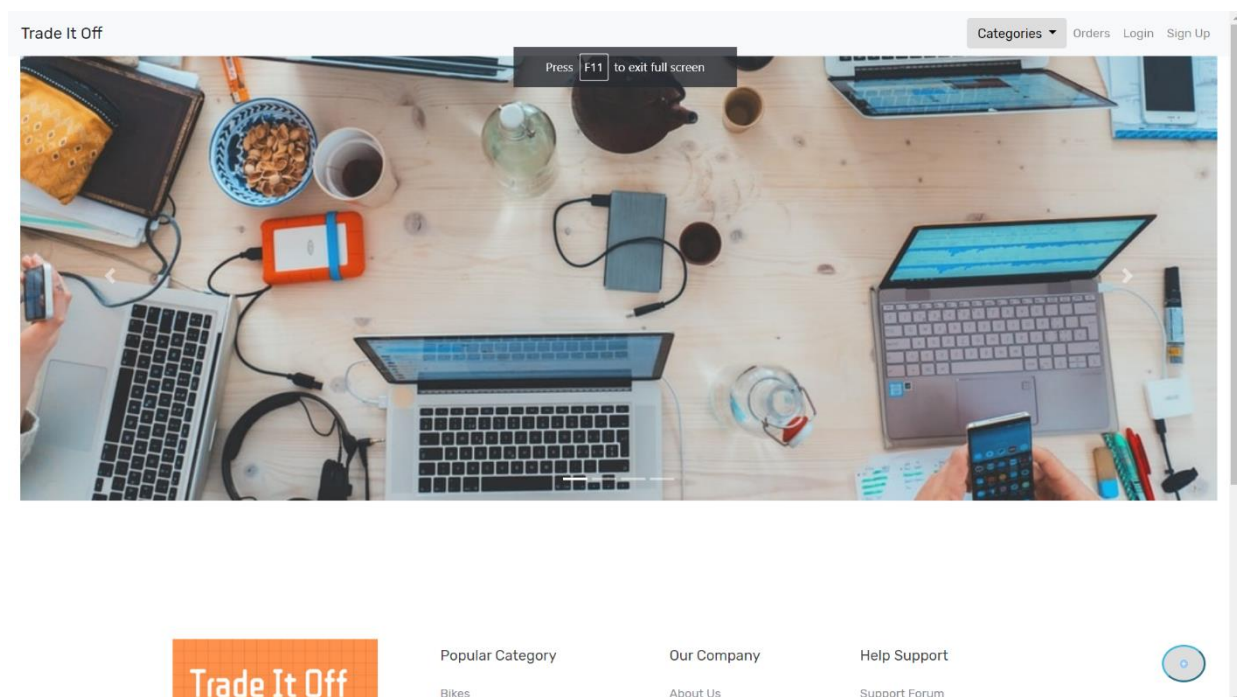 Trade It Off
Categories Orders Login Sign Up
Press F11 to exit full screen
Trade It Off
Popular Category
Our Company
Help Support
Bikes
About Us
Support Forum
0